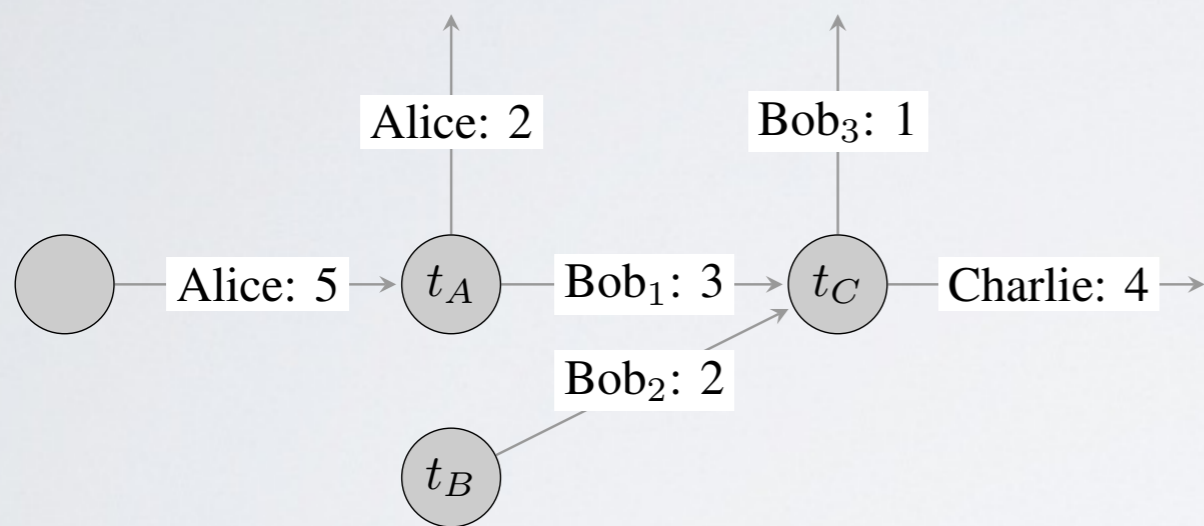 Alice: 2
Bob₃: 1
Alice: 5
t_A
Bob₁: 3
t_C
Charlie: 4
Bob₂: 2
t_B